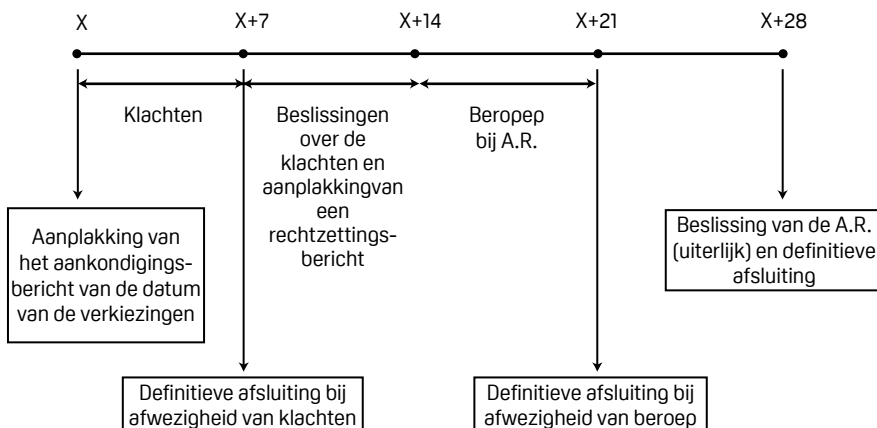 X
X+7
X+14
X+21
X+28
Klachten
Beslissingen
over de
klachten en
aanplakkingvan
een
rechtzettings-
bericht
Beropep
bij A.R.
Aanplakking van
het aankondigings-
bericht van de datum
van de verkiezingen
Beslissing van de A.R.
(uiterlijk) en definitieve
afsluiting
Definitieve afsluiting bij
afwezigheid van klachten
Definitieve afsluiting bij
afwezigheid van beroep